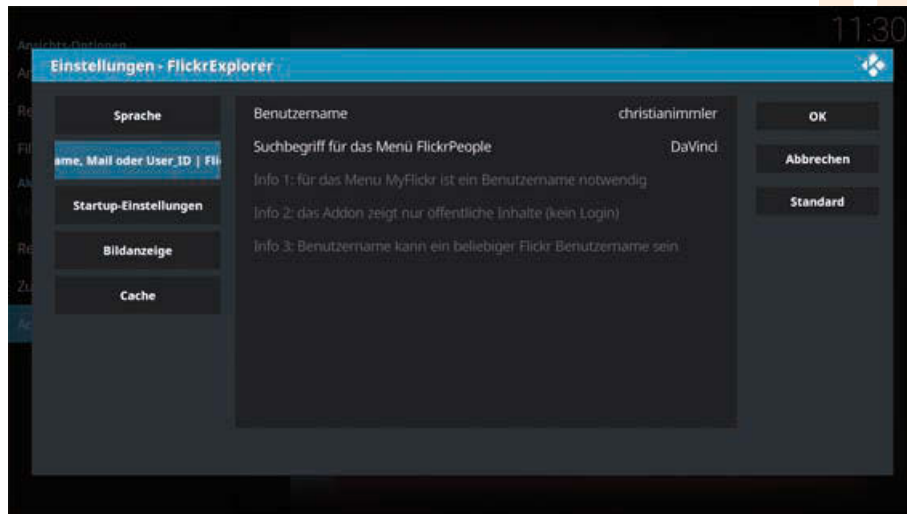 11:30
Ansichts-Optionen
Einstellungen - FlickrExplorer
Sprache
ame, Mail oder User_ID | Fli
Startup-Einstellungen
Bildanzeige
Cache
Benutzername christianimmler
Suchbegriff für das Menü FlickrPeople DaVinci
Info 1: für das Menu MyFlickr ist ein Benutzername notwendig
Info 2: das Addon zeigt nur öffentliche Inhalte (kein Login)
Info 3: Benutzername kann ein beliebiger Flickr Benutzername sein
OK
Abbrechen
Standard